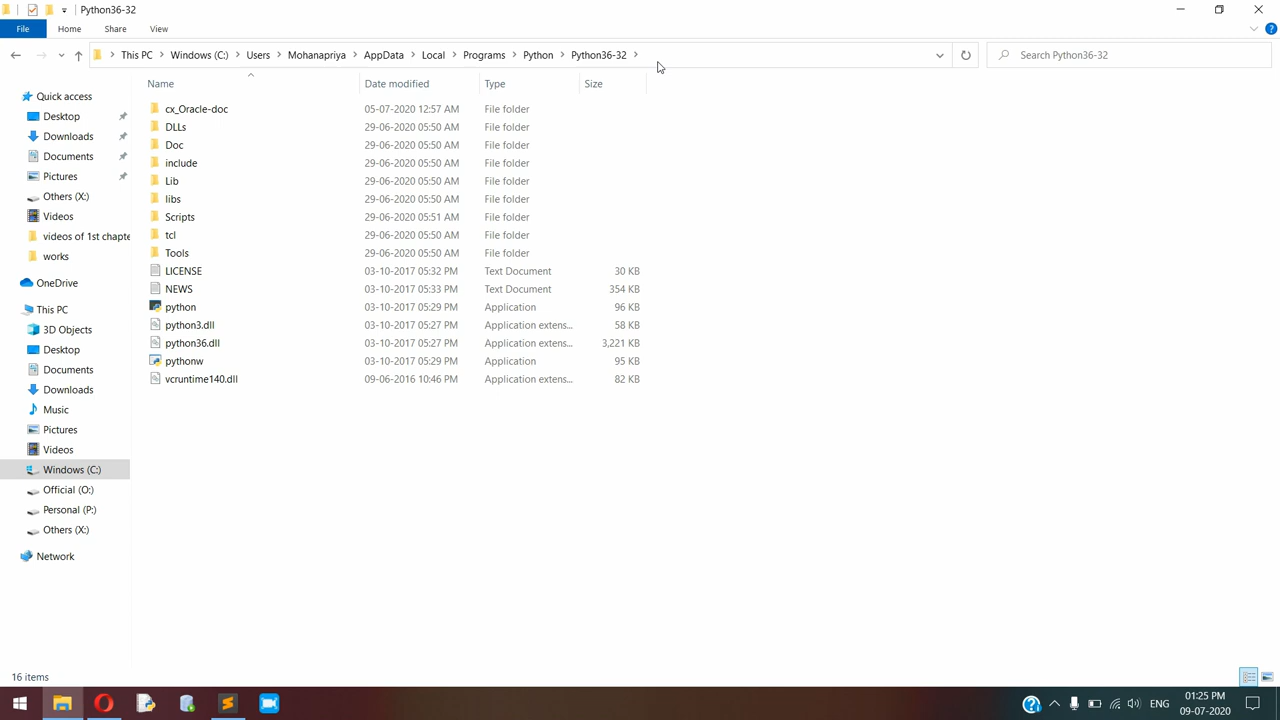 Python36-32
File Home Share View
This PC Windows (C:) Users Mohanapriya AppData Local Programs Python Python36-32 Search Python36-32
Name Date modified Type Size
Quick access
Desktop
Downloads
Documents
Pictures
Others (X:)
Videos
videos of 1st chapte
works
OneDrive
This PC
3D Objects
Desktop
Documents
Downloads
Music
Pictures
Videos
Windows (C:)
Official (O:)
Personal (P:)
Others (X:)
Network
cx_Oracle-doc 05-07-2020 12:57 AM File folder
DLLs 29-06-2020 05:50 AM File folder
Doc 29-06-2020 05:50 AM File folder
include 29-06-2020 05:50 AM File folder
Lib 29-06-2020 05:50 AM File folder
libs 29-06-2020 05:50 AM File folder
Scripts 29-06-2020 05:51 AM File folder
tcl 29-06-2020 05:50 AM File folder
Tools 29-06-2020 05:50 AM File folder
LICENSE 03-10-2017 05:32 PM Text Document 30 KB
NEWS 03-10-2017 05:33 PM Text Document 354 KB
python 03-10-2017 05:29 PM Application 96 KB
python3.dll 03-10-2017 05:27 PM Application extens... 58 KB
python36.dll 03-10-2017 05:27 PM Application extens... 3,221 KB
pythonw 03-10-2017 05:29 PM Application 95 KB
vcruntime140.dll 09-06-2016 10:46 PM Application extens... 82 KB
16 items
ENG
01:25 PM
09-07-2020